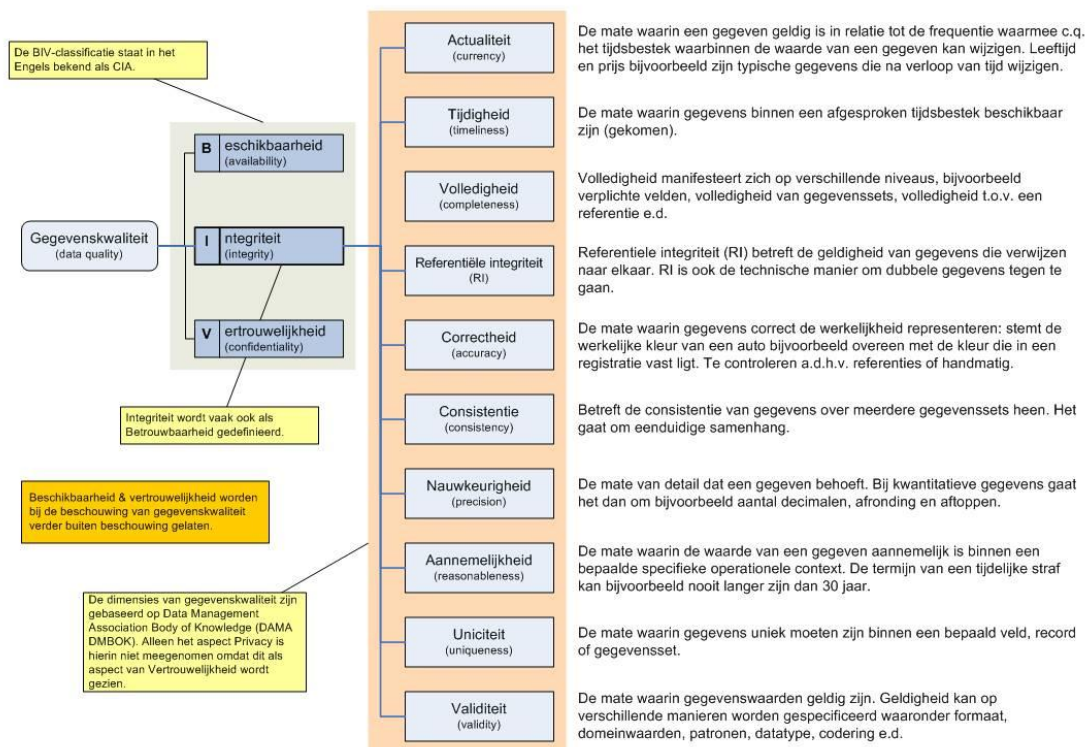 De BIV-classificatie staat in het
Engels bekend als CIA.
B eschikbaarheid
(availability)
Gegevenskwaliteit
(data quality)
I ntegriteit
(integrity)
V ertrouwelijkheid
(confidentiality)
Integriteit wordt vaak ook als
Betrouwbaarheid gedefinieerd.
Beschikbaarheid & vertrouwelijkheid worden
bij de beschouwing van gegevenskwaliteit
verder buiten beschouwing gelaten.
De dimensies van gegevenskwaliteit zijn
gebaseerd op Data Management
Association Body of Knowledge (DAMA
DMBOK). Alleen het aspect Privacy is
hierin niet meegenomen omdat dit als
aspect van Vertrouwelijkheid wordt
gezien.
Actualiteit
(currency)
De mate waarin een gegeven geldig is in relatie tot de frequentie waarmee c.q.
het tijdsbestek waarbinnen de waarde van een gegeven kan wijzigen. Leeftijd
en prijs bijvoorbeeld zijn typische gegevens die na verloop van tijd wijzigen.
Tijdigheid
(timeliness)
De mate waarin gegevens binnen een afgesproken tijdsbestek beschikbaar
zijn (gekomen).
Volledigheid
(completeness)
Volledigheid manifesteert zich op verschillende niveaus, bijvoorbeeld
verplichte velden, volledigheid van gegevenssets, volledigheid t.o.v. een
referentie e.d.
Referentiële integriteit
(RI)
Referentiele integriteit (RI) betreft de geldigheid van gegevens die verwijzen
naar elkaar. RI is ook de technische manier om dubbele gegevens tegen te
gaan.
Correctheid
(accuracy)
De mate waarin gegevens correct de werkelijkheid representeren: stemt de
werkelijke kleur van een auto bijvoorbeeld overeen met de kleur die in een
registratie vast ligt. Te controleren a.d.h.v. referenties of handmatig.
Consistentie
(consistency)
Betreft de consistentie van gegevens over meerdere gegevenssets heen. Het
gaat om eenduidige samenhang.
Nauwkeurigheid
(precision)
De mate van detail dat een gegeven behoeft. Bij kwantitatieve gegevens gaat
het dan om bijvoorbeeld aantal decimalen, afronding en aftoppen.
Aannemelijkheid
(reasonableness)
De mate waarin de waarde van een gegeven aannemelijk is binnen een
bepaalde specifieke operationele context. De termijn van een tijdelijke straf
kan bijvoorbeeld nooit langer zijn dan 30 jaar.
Uniciteit
(uniqueness)
De mate waarin gegevens uniek moeten zijn binnen een bepaald veld, record
of gegevensset.
Validiteit
(validity)
De mate waarin gegevenswaarden geldig zijn. Geldigheid kan op
verschillende manieren worden gespecificeerd waaronder formaat,
domeinwaarden, patronen, datatype, codering e.d.